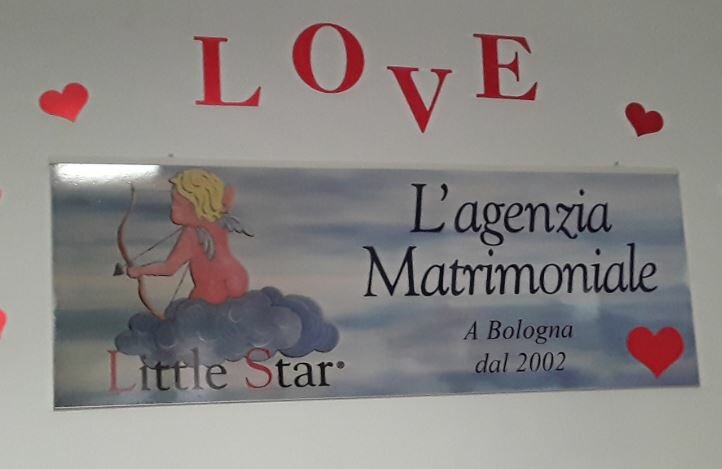 LOVE
L'agenzia
Matrimoniale
A Bologna
dal 2002
Little Star®